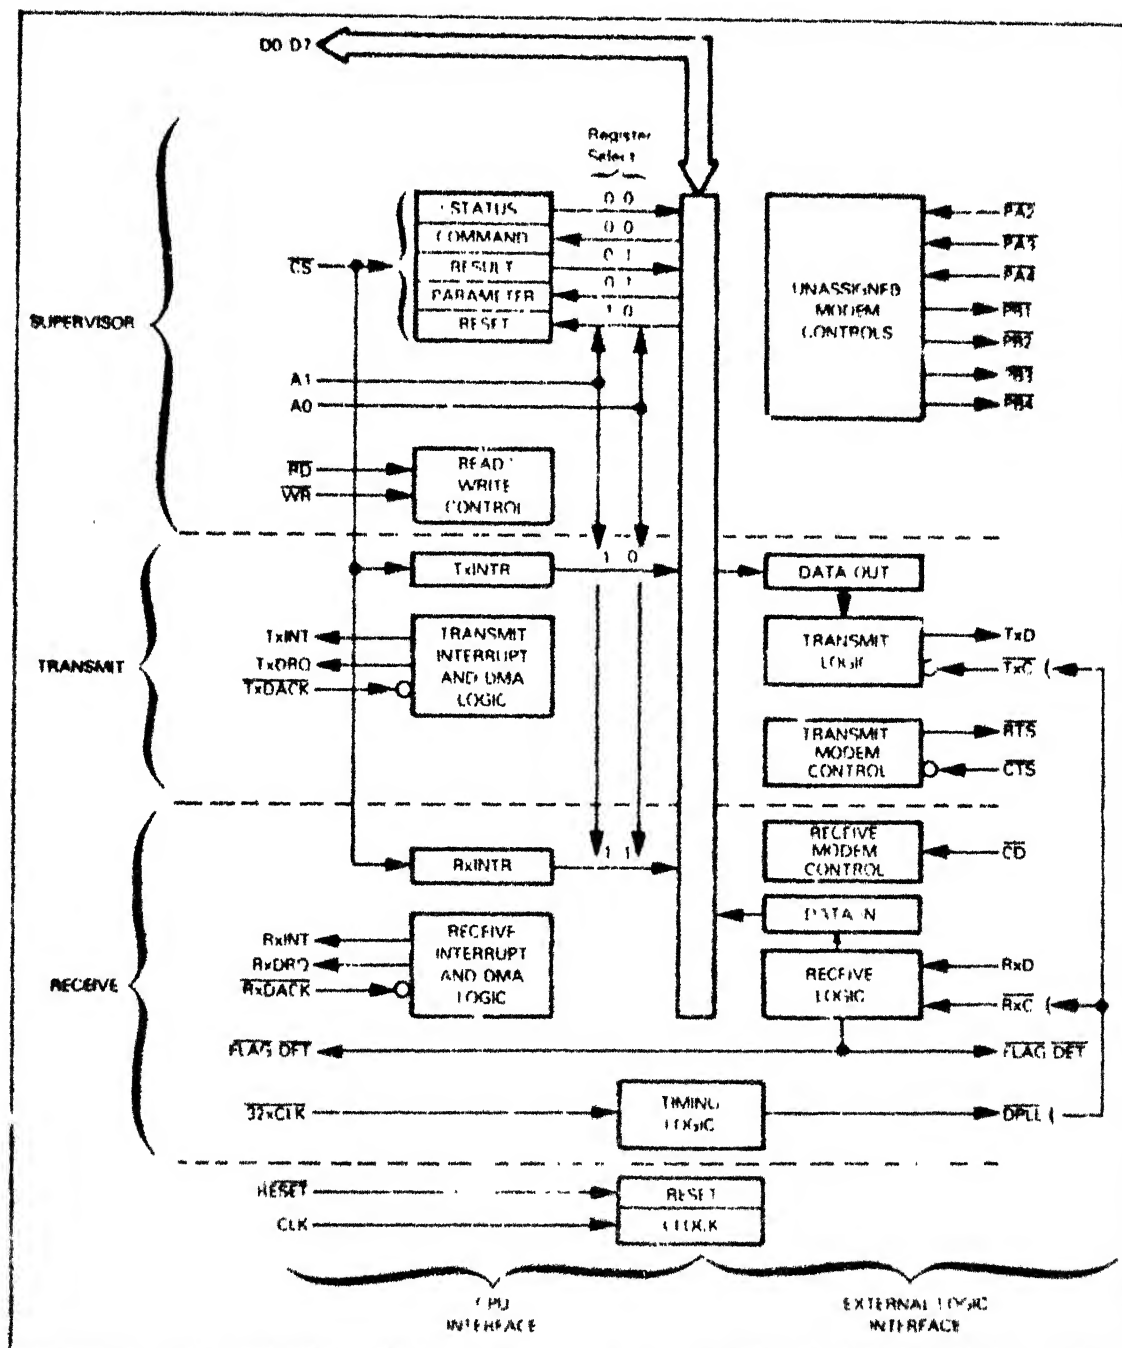 D0 D7
Register
Select
STATUS
0 0
COMMAND
0 0
RESULT
0 1
PARAMETER
0 1
RESET
1 0
CS
SUPERVISOR
A1
A0
RD
WR
READ
WRITE
CONTROL
UNASSIGNED
MODEM
CONTROLS
PA2
PA3
PA4
PB1
PB2
PB3
PB4
TRANSMIT
TxINTR
1 0
DATA OUT
TxINT
TxDRQ
TxDACK
TRANSMIT
INTERRUPT
AND DMA
LOGIC
TRANSMIT
LOGIC
TxD
TxC (
TRANSMIT
MODEM
CONTROL
RTS
CTS
RECEIVE
RxINTR
1 1
RECEIVE
MODEM
CONTROL
CD
DATA IN
RxINT
RxDRQ
RxDACK
RECEIVE
INTERRUPT
AND DMA
LOGIC
RECEIVE
LOGIC
RxD
RxC (
FLAG DET
FLAG DET
32xCLK
TIMING
LOGIC
DPLL (
RESET
RESET
CLK
CLOCK
CPU
INTERFACE
EXTERNAL LOGIC
INTERFACE